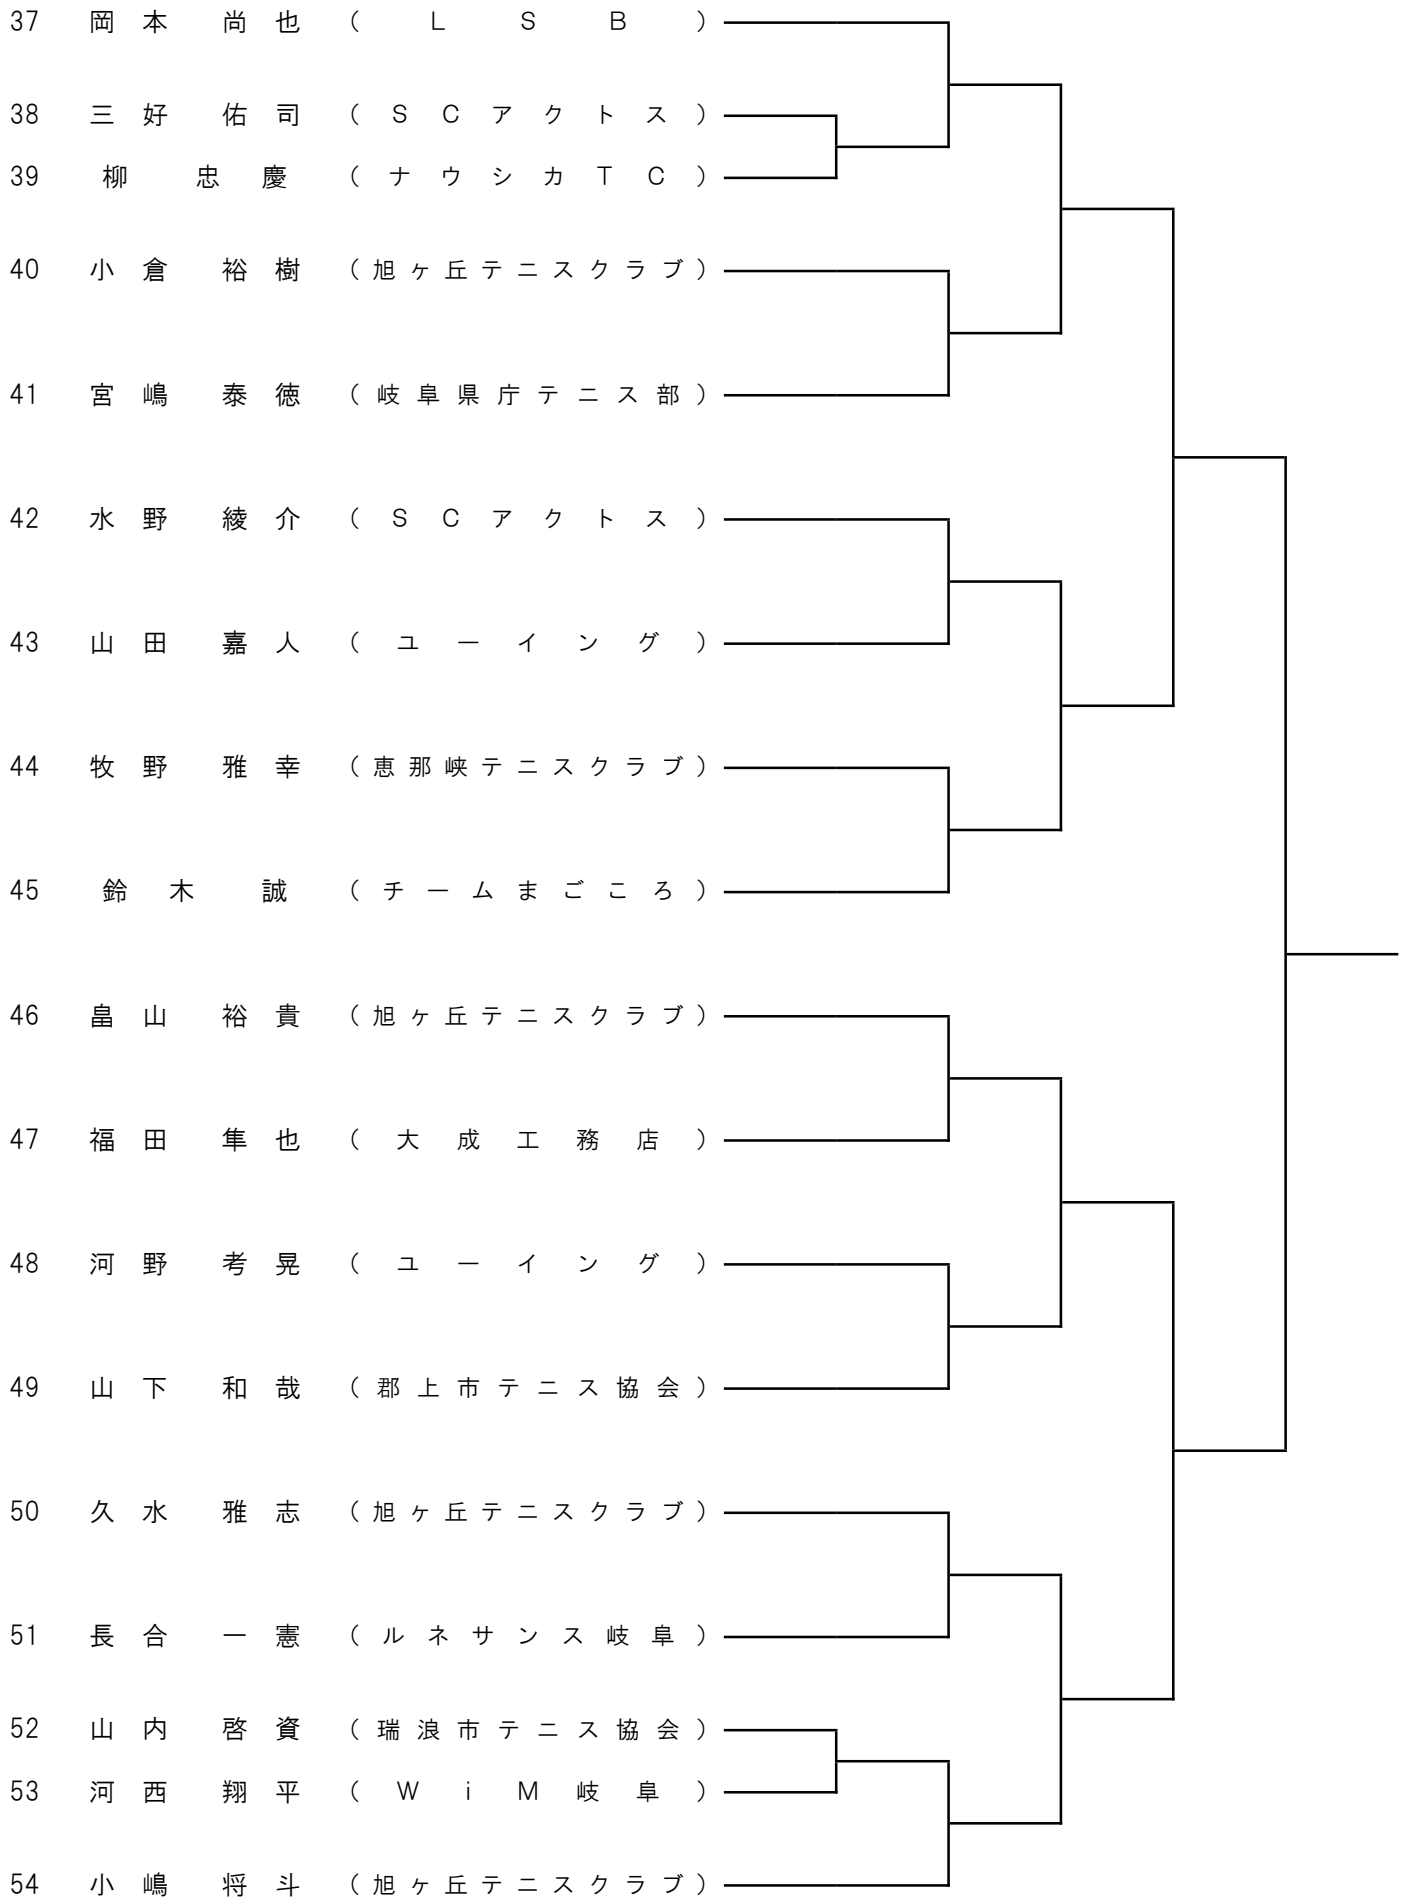 37 岡本 尚也 (LSB)
38 三好 佑司 (SCアクトス)
39 柳 忠慶 (ナウシカTC)
40 小倉 裕樹 (旭ヶ丘テニスクラブ)
41 宮嶋 泰徳 (岐阜県庁テニス部)
42 水野 綾介 (SCアクトス)
43 山田 嘉人 (ユーイング)
44 牧野 雅幸 (恵那峡テニスクラブ)
45 鈴木 誠 (チームまごころ)
46 畠山 裕貴 (旭ヶ丘テニスクラブ)
47 福田 隼也 (大成工務店)
48 河野 考晃 (ユーイング)
49 山下 和哉 (郡上市テニス協会)
50 久水 雅志 (旭ヶ丘テニスクラブ)
51 長合 一憲 (ルネサンス岐阜)
52 山内 啓資 (瑞浪市テニス協会)
53 河西 翔平 (WiM岐阜)
54 小嶋 将斗 (旭ヶ丘テニスクラブ)